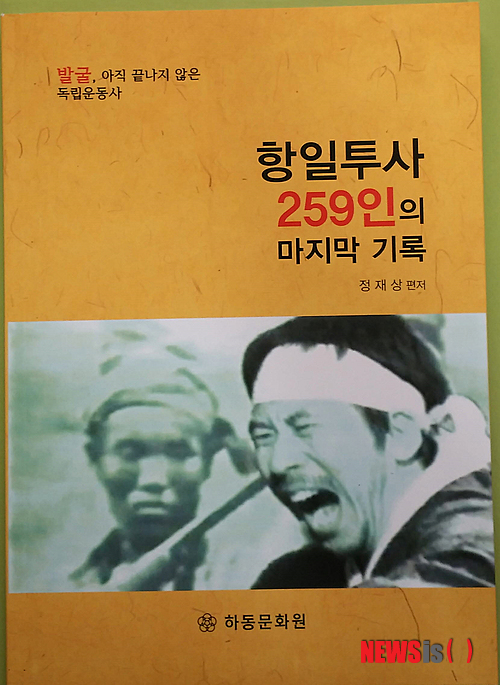 발굴, 아직 끝나지 않은
독립운동사
항일투사
259인의
마지막 기록
정재상 편저
하동문화원
NEWSis( )